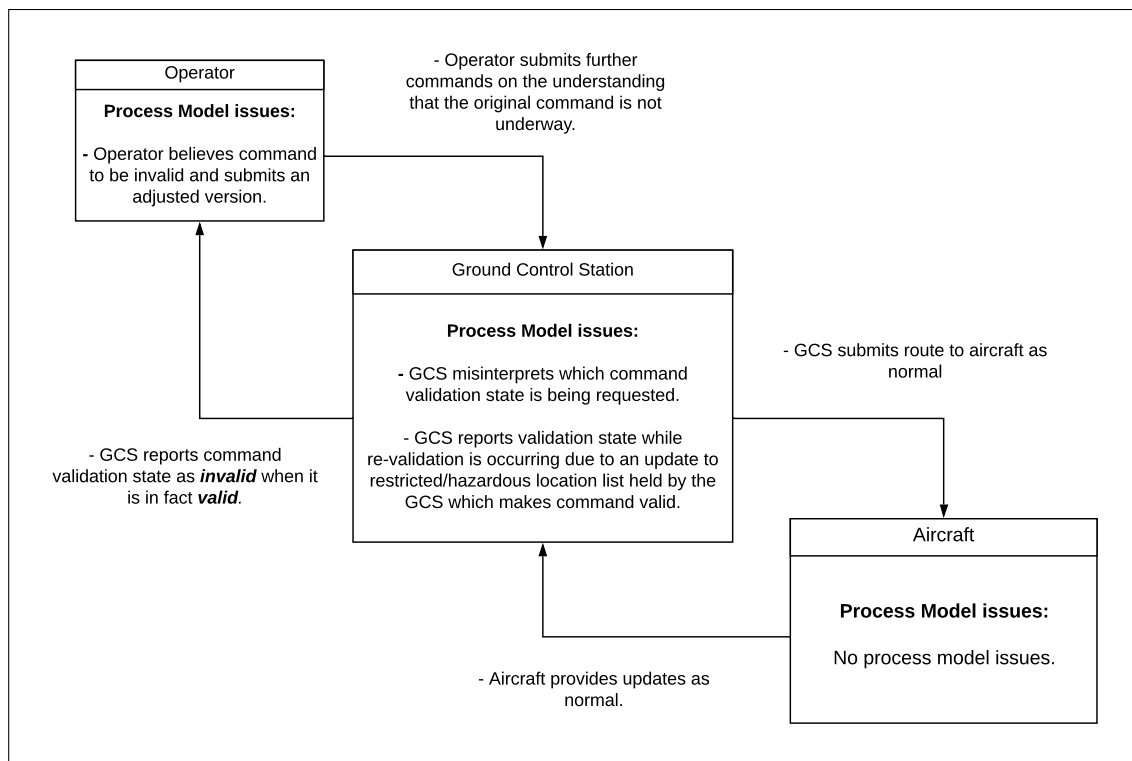 Operator
Process Model issues:
- Operator believes command
to be invalid and submits an
adjusted version.
- Operator submits further
commands on the understanding
that the original command is not
underway.
Ground Control Station
Process Model issues:
- GCS misinterprets which command
validation state is being requested.
- GCS reports validation state while
re-validation is occurring due to an update to
restricted/hazardous location list held by the
GCS which makes command valid.
- GCS submits route to aircraft as
normal
- GCS reports command
validation state as invalid when it
is in fact valid.
Aircraft
Process Model issues:
No process model issues.
- Aircraft provides updates as
normal.